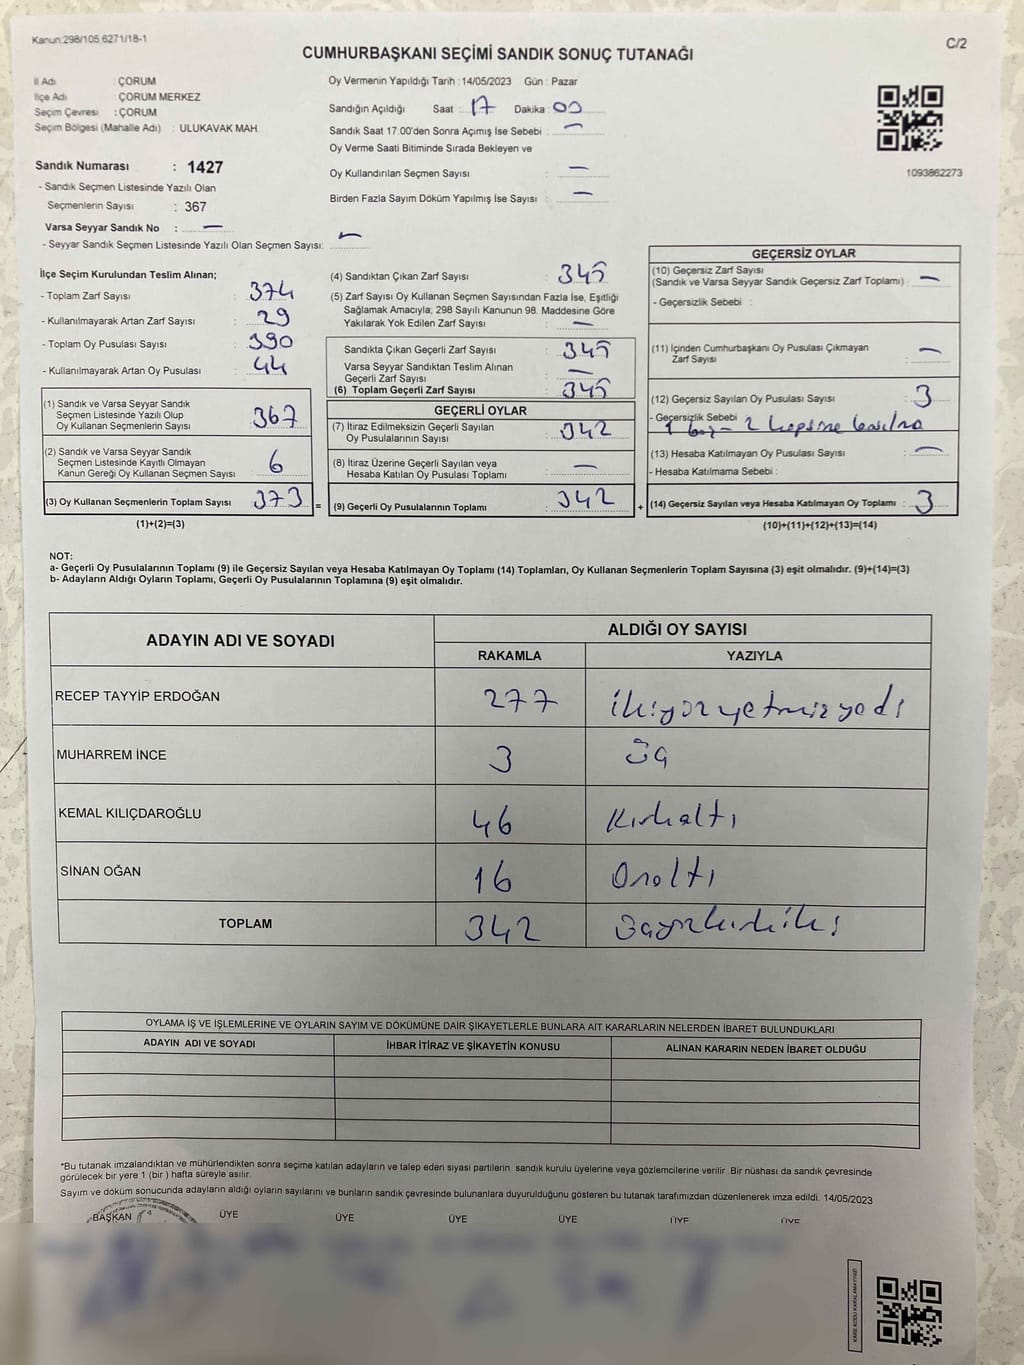 Kanun:298/105,6271/18-1
C/2
CUMHURBAŞKANI SEÇİMİ SANDIK SONUÇ TUTANAĞI
İl Adı : ÇORUM
İlçe Adı : ÇORUM MERKEZ
Seçim Çevresi : ÇORUM
Seçim Bölgesi (Mahalle Adı) : ULUKAVAK MAH.
Sandık Numarası : 1427
- Sandık Seçmen Listesinde Yazılı Olan
Seçmenlerin Sayısı : 367
Varsa Seyyar Sandık No : —
- Seyyar Sandık Seçmen Listesinde Yazılı Olan Seçmen Sayısı: —
Oy Vermenin Yapıldığı Tarih : 14/05/2023 Gün : Pazar
Sandığın Açıldığı Saat : 17 Dakika : 00
Sandık Saat 17:00'den Sonra Açımış İse Sebebi : —
Oy Verme Saati Bitiminde Sırada Bekleyen ve
Oy Kullandırılan Seçmen Sayısı : —
Birden Fazla Sayım Döküm Yapılmış İse Sayısı : —
1093862273
İlçe Seçim Kurulundan Teslim Alınan;
- Toplam Zarf Sayısı : 374
- Kullanılmayarak Artan Zarf Sayısı : 29
- Toplam Oy Pusulası Sayısı : 390
- Kullanılmayarak Artan Oy Pusulası : 44
(1) Sandık ve Varsa Seyyar Sandık
Seçmen Listesinde Yazılı Olup
Oy Kullanan Seçmenlerin Sayısı : 367
(2) Sandık ve Varsa Seyyar Sandık
Seçmen Listesinde Kayıtlı Olmayan
Kanun Gereği Oy Kullanan Seçmen Sayısı : 6
(3) Oy Kullanan Seçmenlerin Toplam Sayısı : 373 =
(1)+(2)=(3)
(4) Sandıktan Çıkan Zarf Sayısı : 345
(5) Zarf Sayısı Oy Kullanan Seçmen Sayısından Fazla İse, Eşitliği
Sağlamak Amacıyla; 298 Sayılı Kanunun 98. Maddesine Göre
Yakılarak Yok Edilen Zarf Sayısı : —
Sandıkta Çıkan Geçerli Zarf Sayısı : 345
Varsa Seyyar Sandıktan Teslim Alınan
Geçerli Zarf Sayısı : —
(6) Toplam Geçerli Zarf Sayısı : 345
GEÇERLİ OYLAR
(7) İtiraz Edilmeksizin Geçerli Sayılan
Oy Pusulalarının Sayısı : 342
(8) İtiraz Üzerine Geçerli Sayılan veya
Hesaba Katılan Oy Pusulası Toplamı : —
(9) Geçerli Oy Pusulalarının Toplamı : 342 +
GEÇERSİZ OYLAR
(10) Geçersiz Zarf Sayısı
(Sandık ve Varsa Seyyar Sandık Geçersiz Zarf Toplamı) : —
- Geçersizlik Sebebi :
(11) İçinden Cumhurbaşkanı Oy Pusulası Çıkmayan
Zarf Sayısı : —
(12) Geçersiz Sayılan Oy Pusulası Sayısı : 3
- Geçersizlik Sebebi 1 boş - 2 hepsine basılma
(13) Hesaba Katılmayan Oy Pusulası Sayısı : —
- Hesaba Katılmama Sebebi :
(14) Geçersiz Sayılan veya Hesaba Katılmayan Oy Toplamı : 3
(10)+(11)+(12)+(13)=(14)
NOT:
a- Geçerli Oy Pusulalarının Toplamı (9) ile Geçersiz Sayılan veya Hesaba Katılmayan Oy Toplamı (14) Toplamları, Oy Kullanan Seçmenlerin Toplam Sayısına (3) eşit olmalıdır. (9)+(14)=(3)
b- Adayların Aldığı Oyların Toplamı, Geçerli Oy Pusulalarının Toplamına (9) eşit olmalıdır.
ADAYIN ADI VE SOYADI
ALDIĞI OY SAYISI
RAKAMLA YAZIYLA
RECEP TAYYİP ERDOĞAN 277 ikiyüzyetmişyedi
MUHARREM İNCE 3 üç
KEMAL KILIÇDAROĞLU 46 Kırkaltı
SİNAN OĞAN 16 Onaltı
TOPLAM 342 üçyüzkırkiki
OYLAMA İŞ VE İŞLEMLERİNE VE OYLARIN SAYIM VE DÖKÜMÜNE DAİR ŞİKAYETLERLE BUNLARA AİT KARARLARIN NELERDEN İBARET BULUNDUKLARI
ADAYIN ADI VE SOYADI İHBAR İTİRAZ VE ŞİKAYETİN KONUSU ALINAN KARARIN NEDEN İBARET OLDUĞU
*Bu tutanak imzalandıktan ve mühürlendikten sonra seçime katılan adayların ve talep eden siyasi partilerin sandık kurulu üyelerine veya gözlemcilerine verilir. Bir nüshası da sandık çevresinde
görülecek bir yere 1 (bir) hafta süreyle asılır.
Sayım ve döküm sonucunda adayların aldığı oyların sayılarını ve bunların sandık çevresinde bulunanlara duyurulduğunu gösteren bu tutanak tarafımızdan düzenlenerek imza edildi. 14/05/2023
BAŞKAN ÜYE ÜYE ÜYE ÜYE ÜYE ÜYE